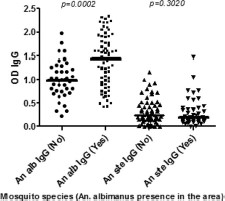 p=0.0002 p=0.3020
OD IgG
2.5
2.0
1.5
1.0
0.5
0.0
An alb IgG (No)
An alb IgG (Yes)
An ste IgG (No)
An ste IgG (Yes)
Mosquito species (An. albimanus presence in the area)